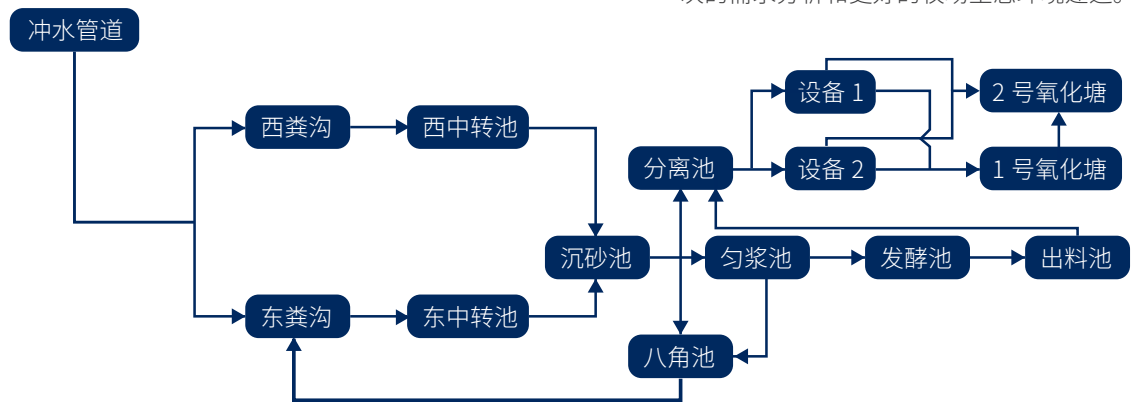 冲水管道
设备 1
2 号氧化塘
西粪沟
西中转池
分离池
设备 2
1 号氧化塘
沉砂池
匀浆池
发酵池
出料池
东粪沟
东中转池
八角池